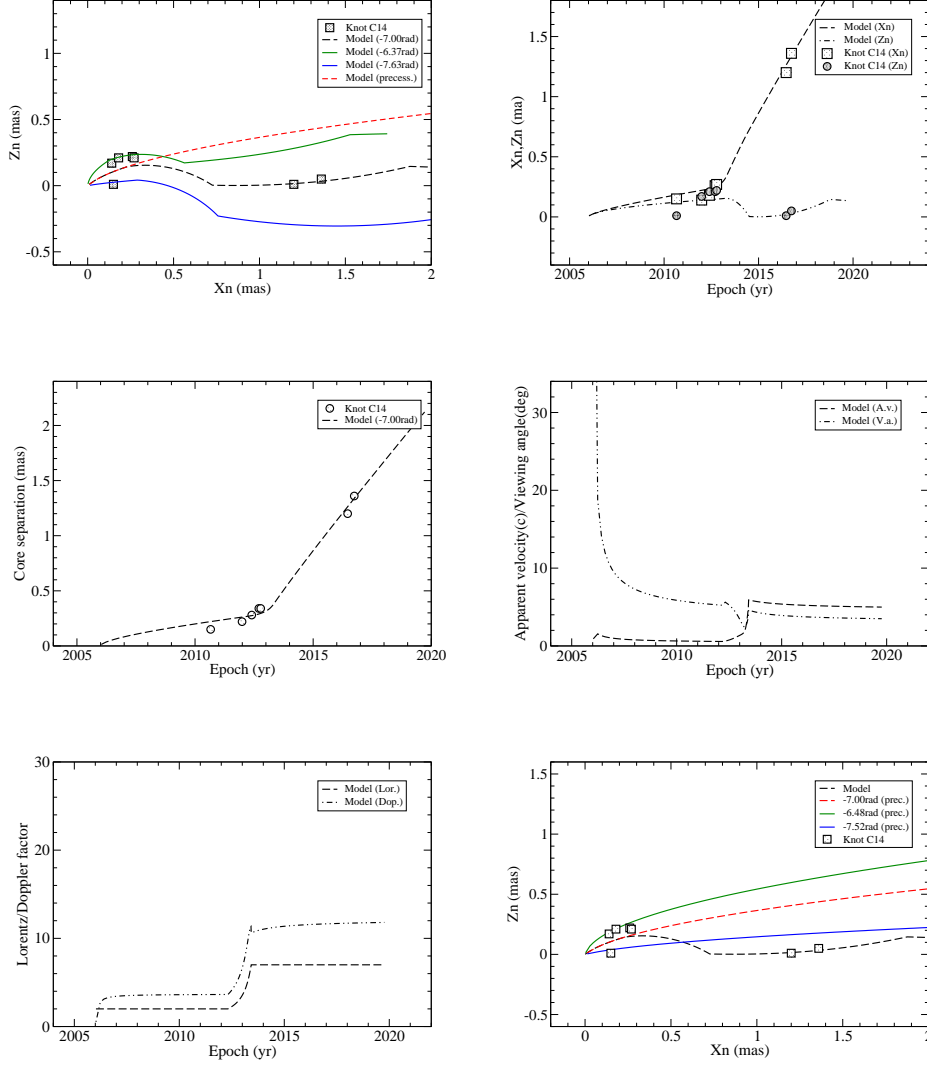 Knot C14
Model (-7.00rad)
Model (-6.37rad)
Model (-7.63rad)
Model (precess.)
1
0.5
0
-0.5
Zn (mas)
0
0.5
1
1.5
2
Xn (mas)
Model (Xn)
Model (Zn)
Knot C14 (Xn)
Knot C14 (Zn)
1.5
1
0.5
0
Xn,Zn (ma)
2005
2010
2015
2020
Epoch (yr)
Knot C14
Model (-7.00rad)
2
1.5
1
0.5
0
Core separation (mas)
2005
2010
2015
2020
Epoch (yr)
Model (A.v.)
Model (V.a.)
30
20
10
0
Apparent velocity(c)/Viewing angle(deg)
2005
2010
2015
2020
Epoch (yr)
Model (Lor.)
Model (Dop.)
30
20
10
0
Lorentz/Doppler factor
2005
2010
2015
2020
Epoch (yr)
Model
-7.00rad (prec.)
-6.48rad (prec.)
-7.52rad (prec.)
Knot C14
1.5
1
0.5
0
-0.5
Zn (mas)
0
0.5
1
1.5
2
Xn (mas)